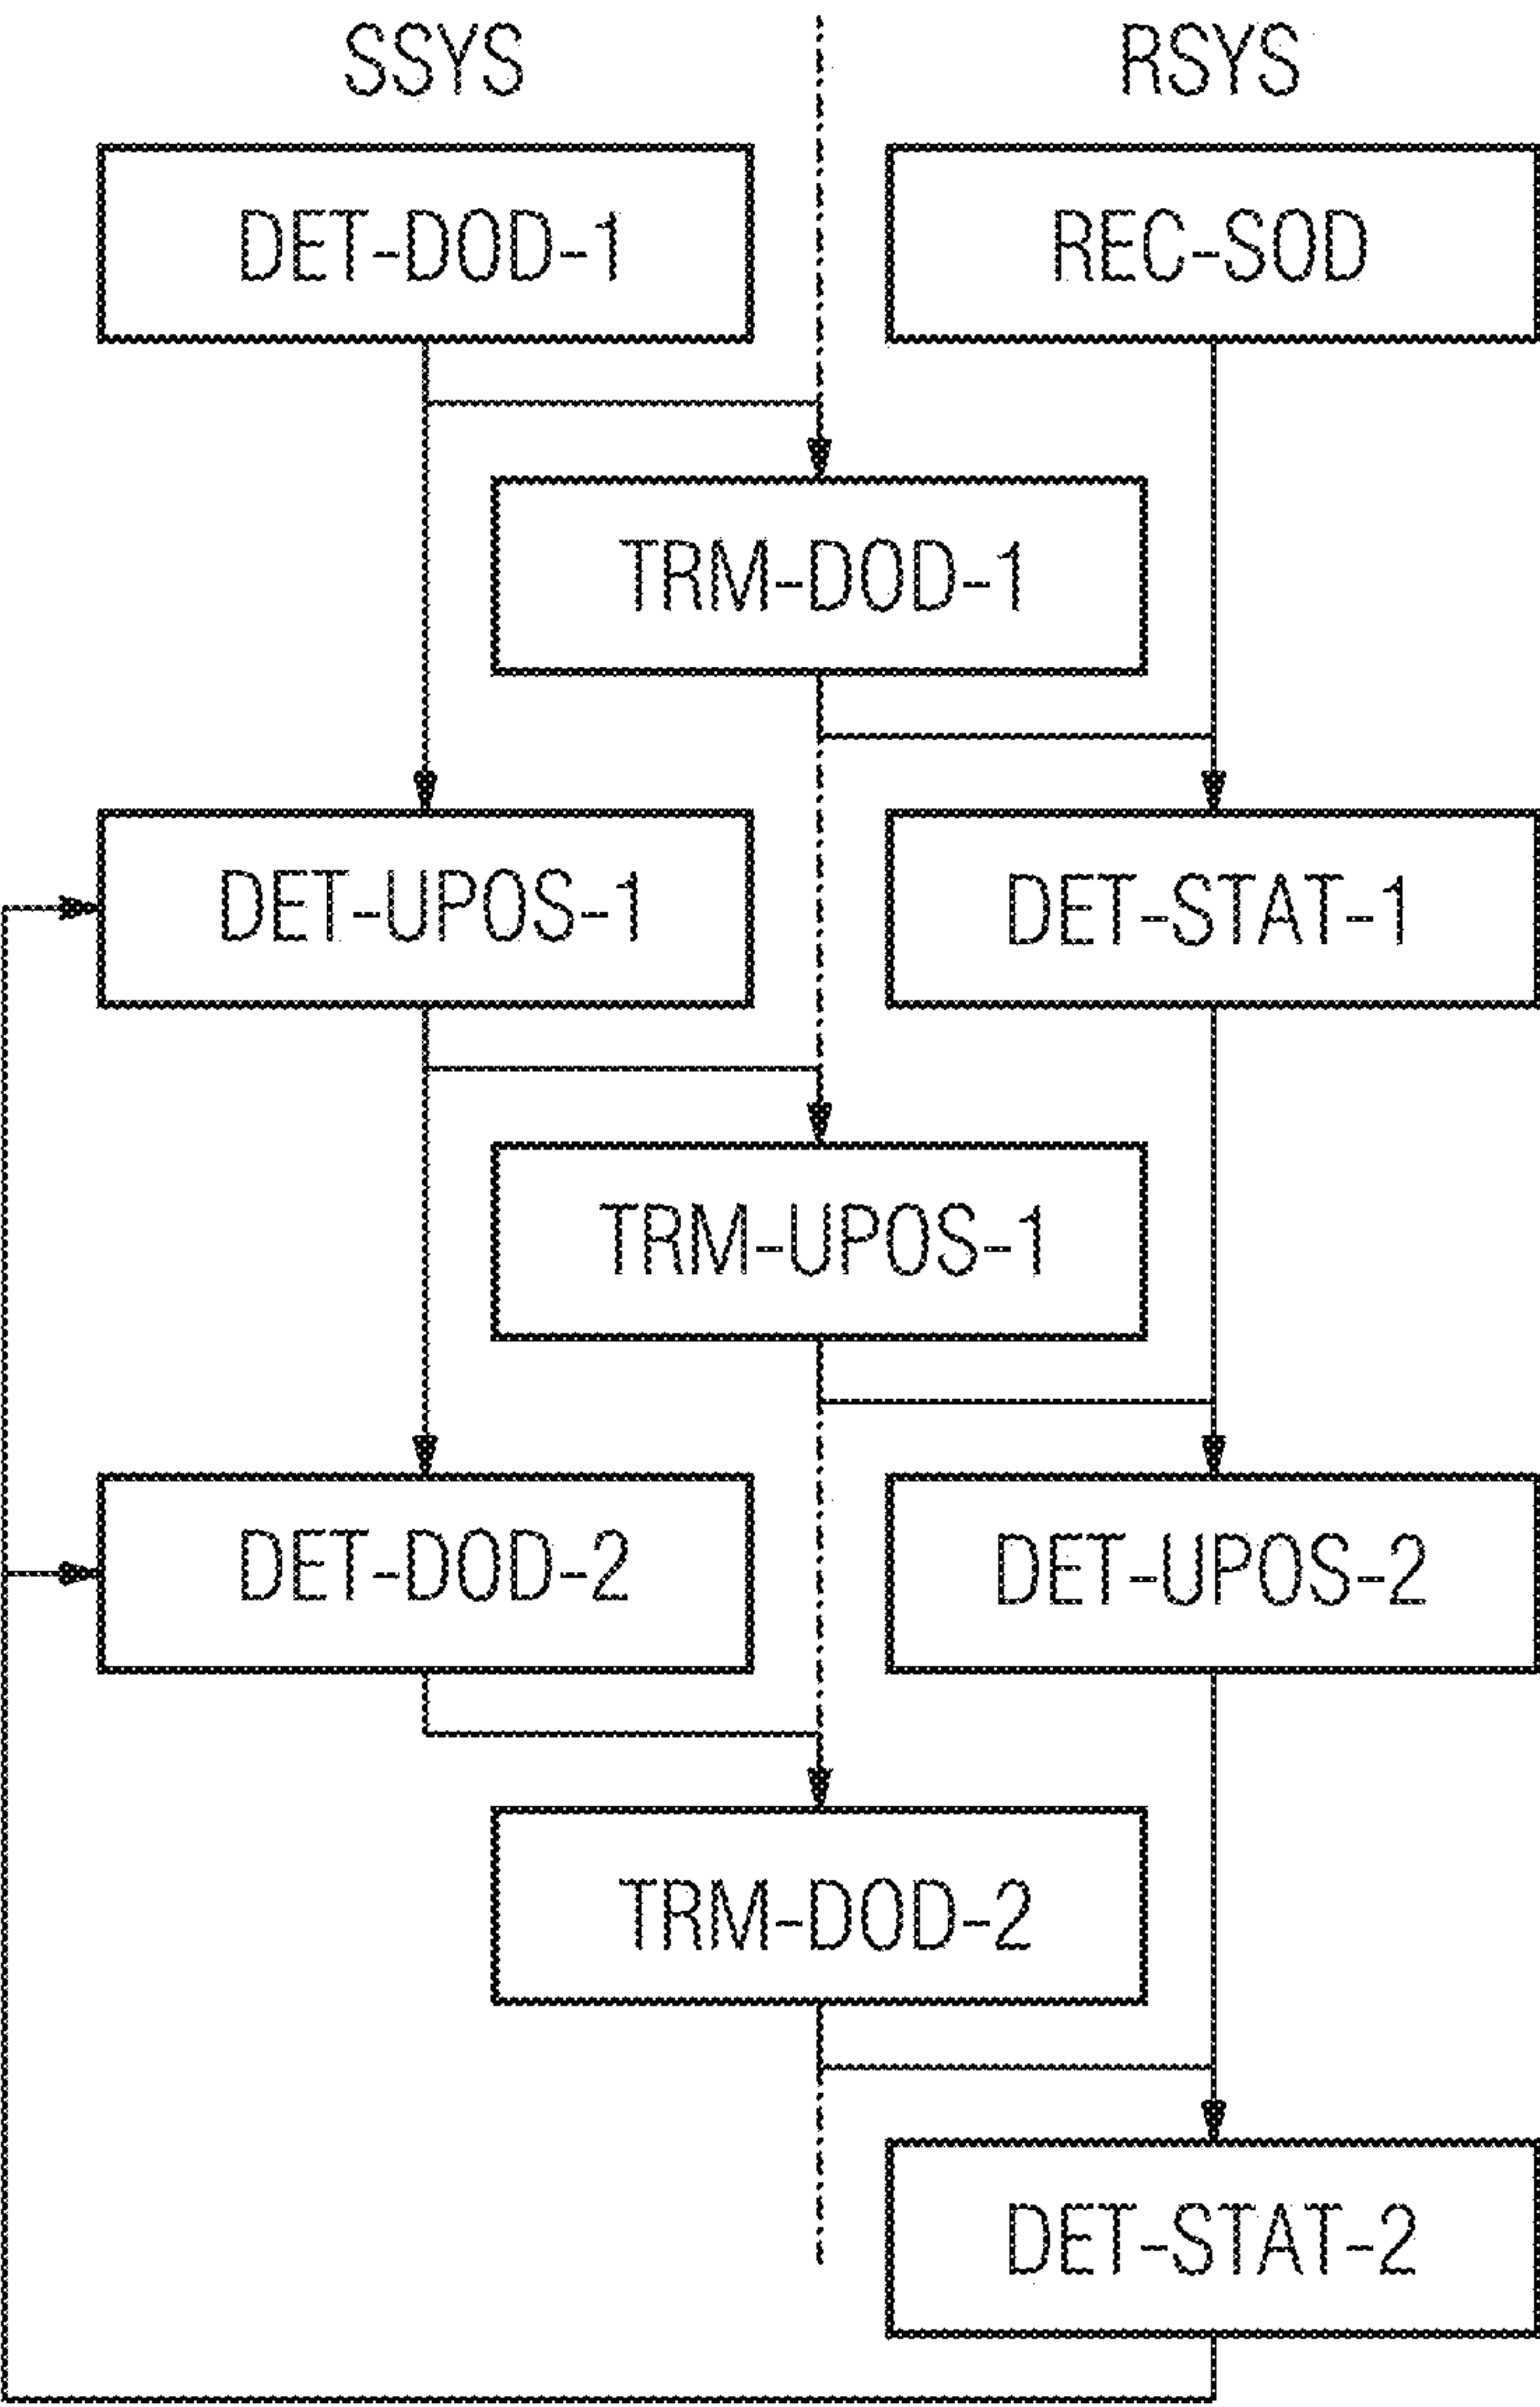 SSYS
RSYS
DET-DOD-1
REC-SOD
TRM-DOD-1
DET-UPOS-1
DET-STAT-1
TRM-UPOS-1
DET-DOD-2
DET-UPOS-2
TRM-DOD-2
DET-STAT-2